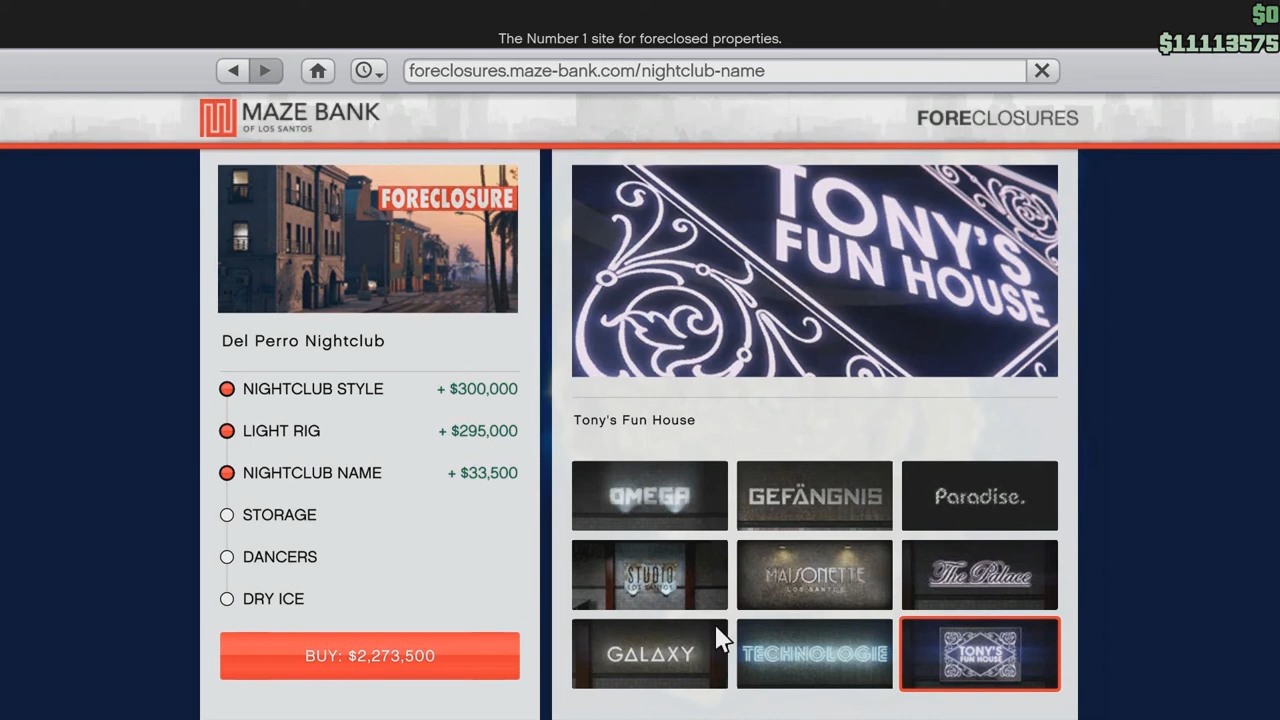 $0
$11113575
The Number 1 site for foreclosed properties.
foreclosures.maze-bank.com/nightclub-name
MAZE BANK
OF LOS SANTOS
FORECLOSURES
FORECLOSURE
Del Perro Nightclub
NIGHTCLUB STYLE + $300,000
LIGHT RIG + $295,000
NIGHTCLUB NAME + $33,500
STORAGE
DANCERS
DRY ICE
BUY: $2,273,500
TONY'S
FUN HOUSE
Tony's Fun House
OMEGA
GEFÄNGNIS
Paradise.
STUDIO
LOS SANTOS
MAISONETTE
LOS SANTOS
The Palace
GALAXY
TECHNOLOGIE
TONY'S
FUN HOUSE